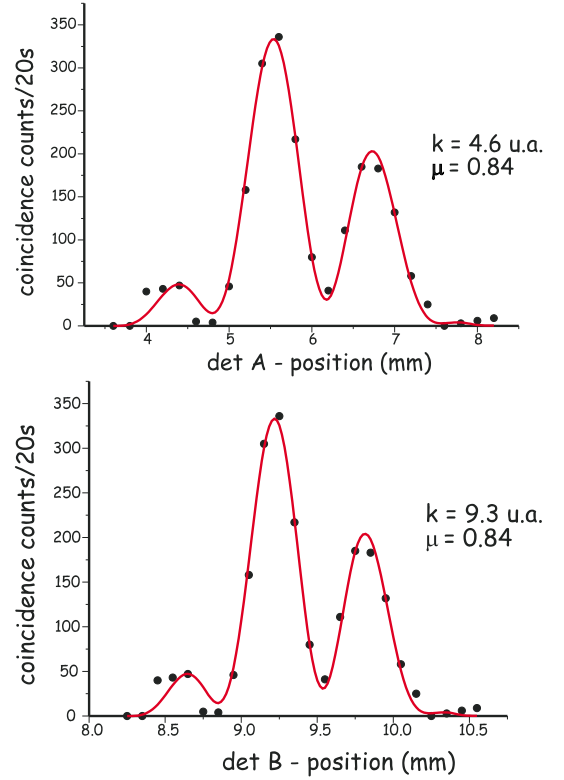 coincidence counts/20s
350
300
250
200
150
100
50
0
4 5 6 7 8
det A - position (mm)
k = 4.6 u.a.
μ = 0.84
coincidence counts/20s
350
300
250
200
150
100
50
0
8.0 8.5 9.0 9.5 10.0 10.5
det B - position (mm)
k = 9.3 u.a.
μ = 0.84